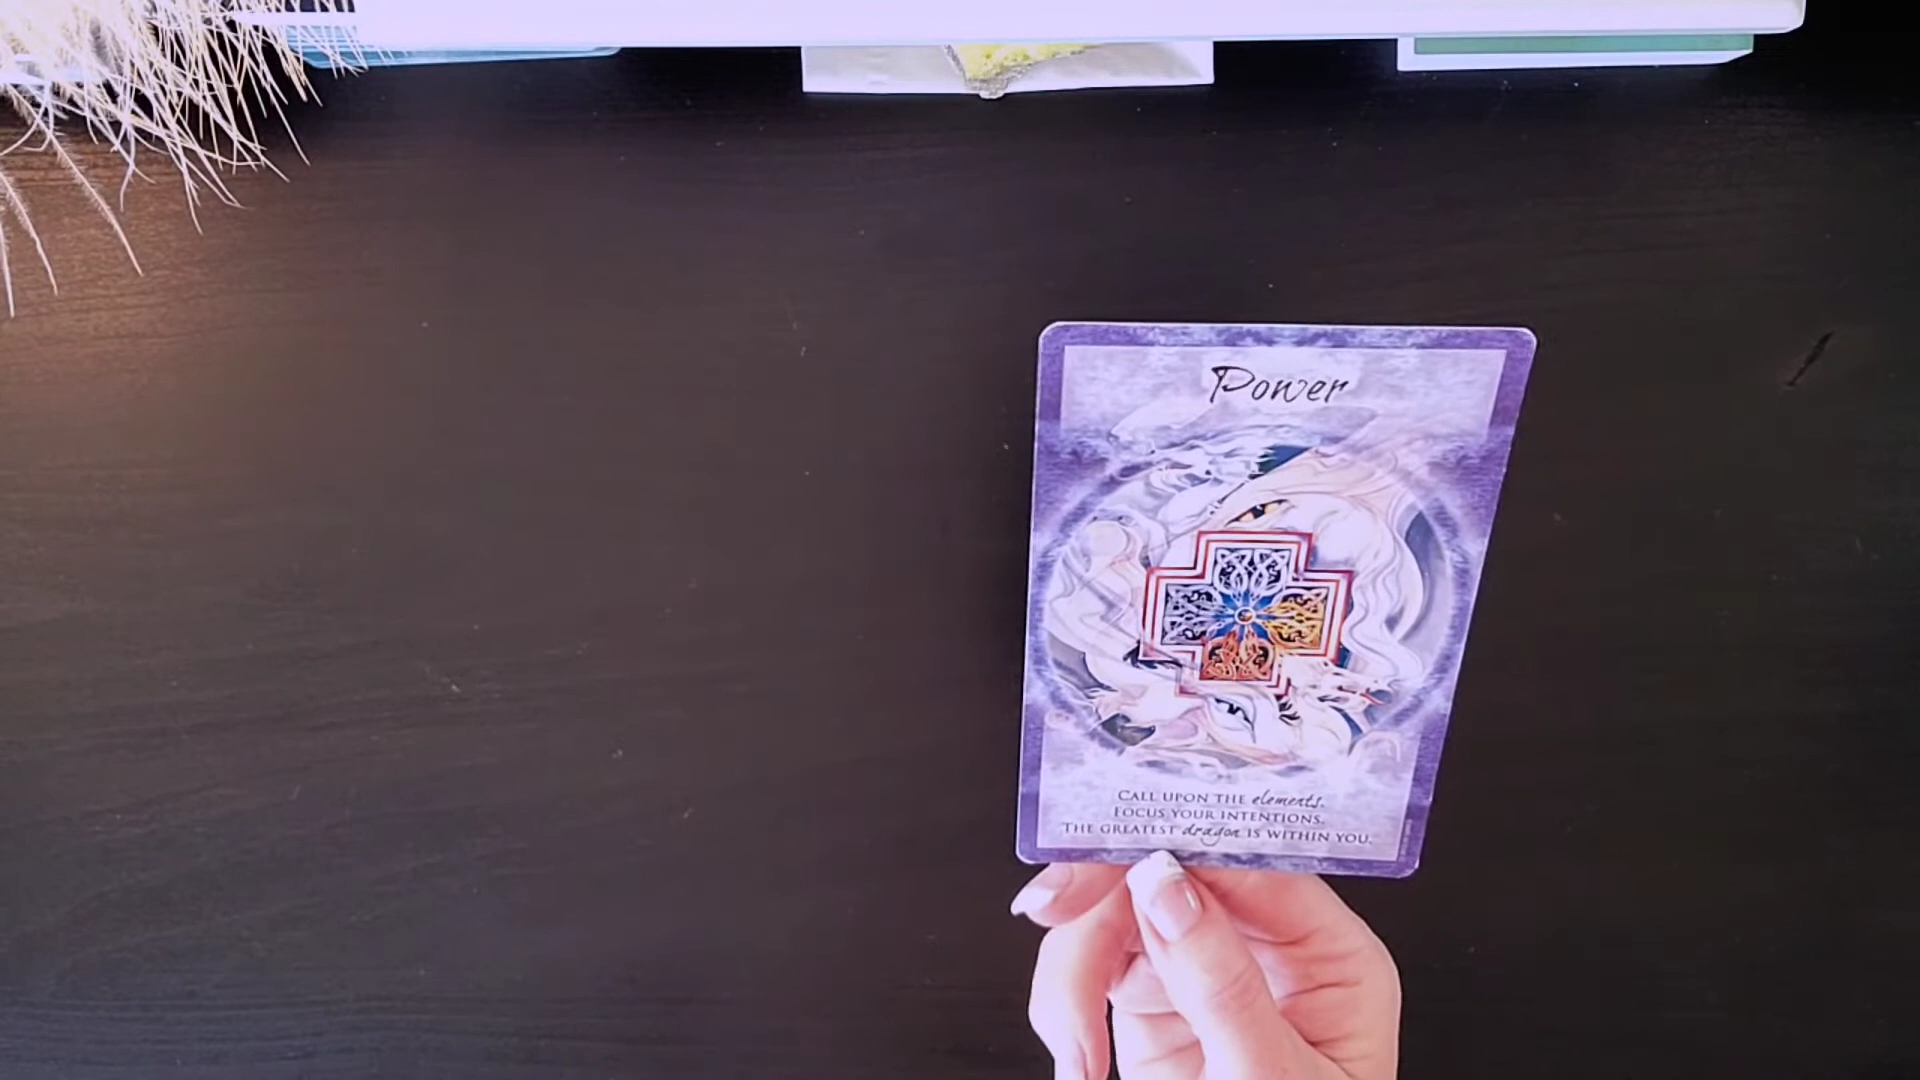 Power
CALL UPON THE elements.
FOCUS YOUR INTENTIONS.
THE GREATEST dragon IS WITHIN YOU.